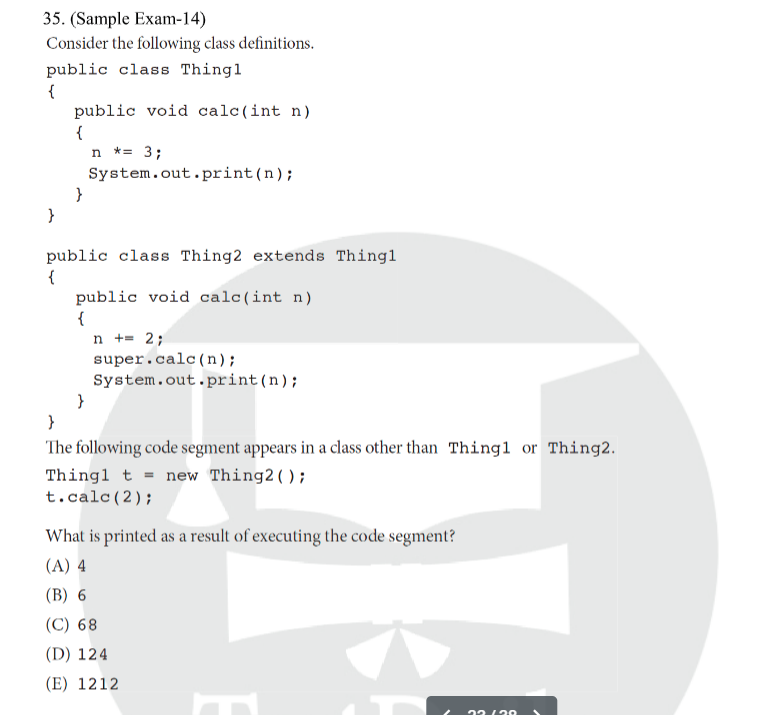 35. (Sample Exam-14)
Consider the following class definitions.
public class Thing1
{
public void calc(int n)
{
n *= 3;
System.out.print(n);
}
}
public class Thing2 extends Thing1
{
public void calc(int n)
{
n += 2;
super.calc(n);
System.out.print(n);
}
}
The following code segment appears in a class other than Thing1 or Thing2.
Thing1 t = new Thing2();
t.calc(2);
What is printed as a result of executing the code segment?
(A) 4
(B) 6
(C) 68
(D) 124
(E) 1212